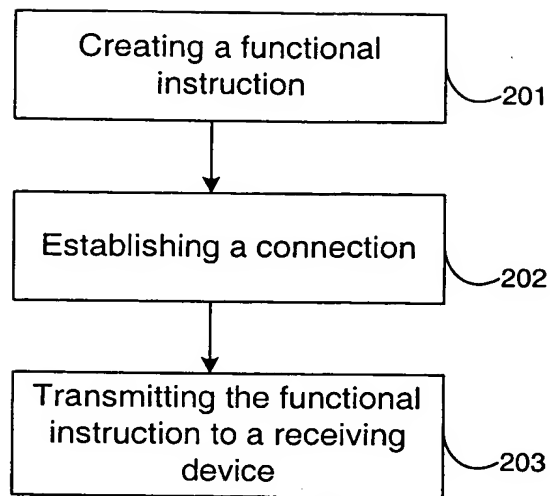 Creating a functional
instruction
201
Establishing a connection
202
Transmitting the functional
instruction to a receiving
device
203